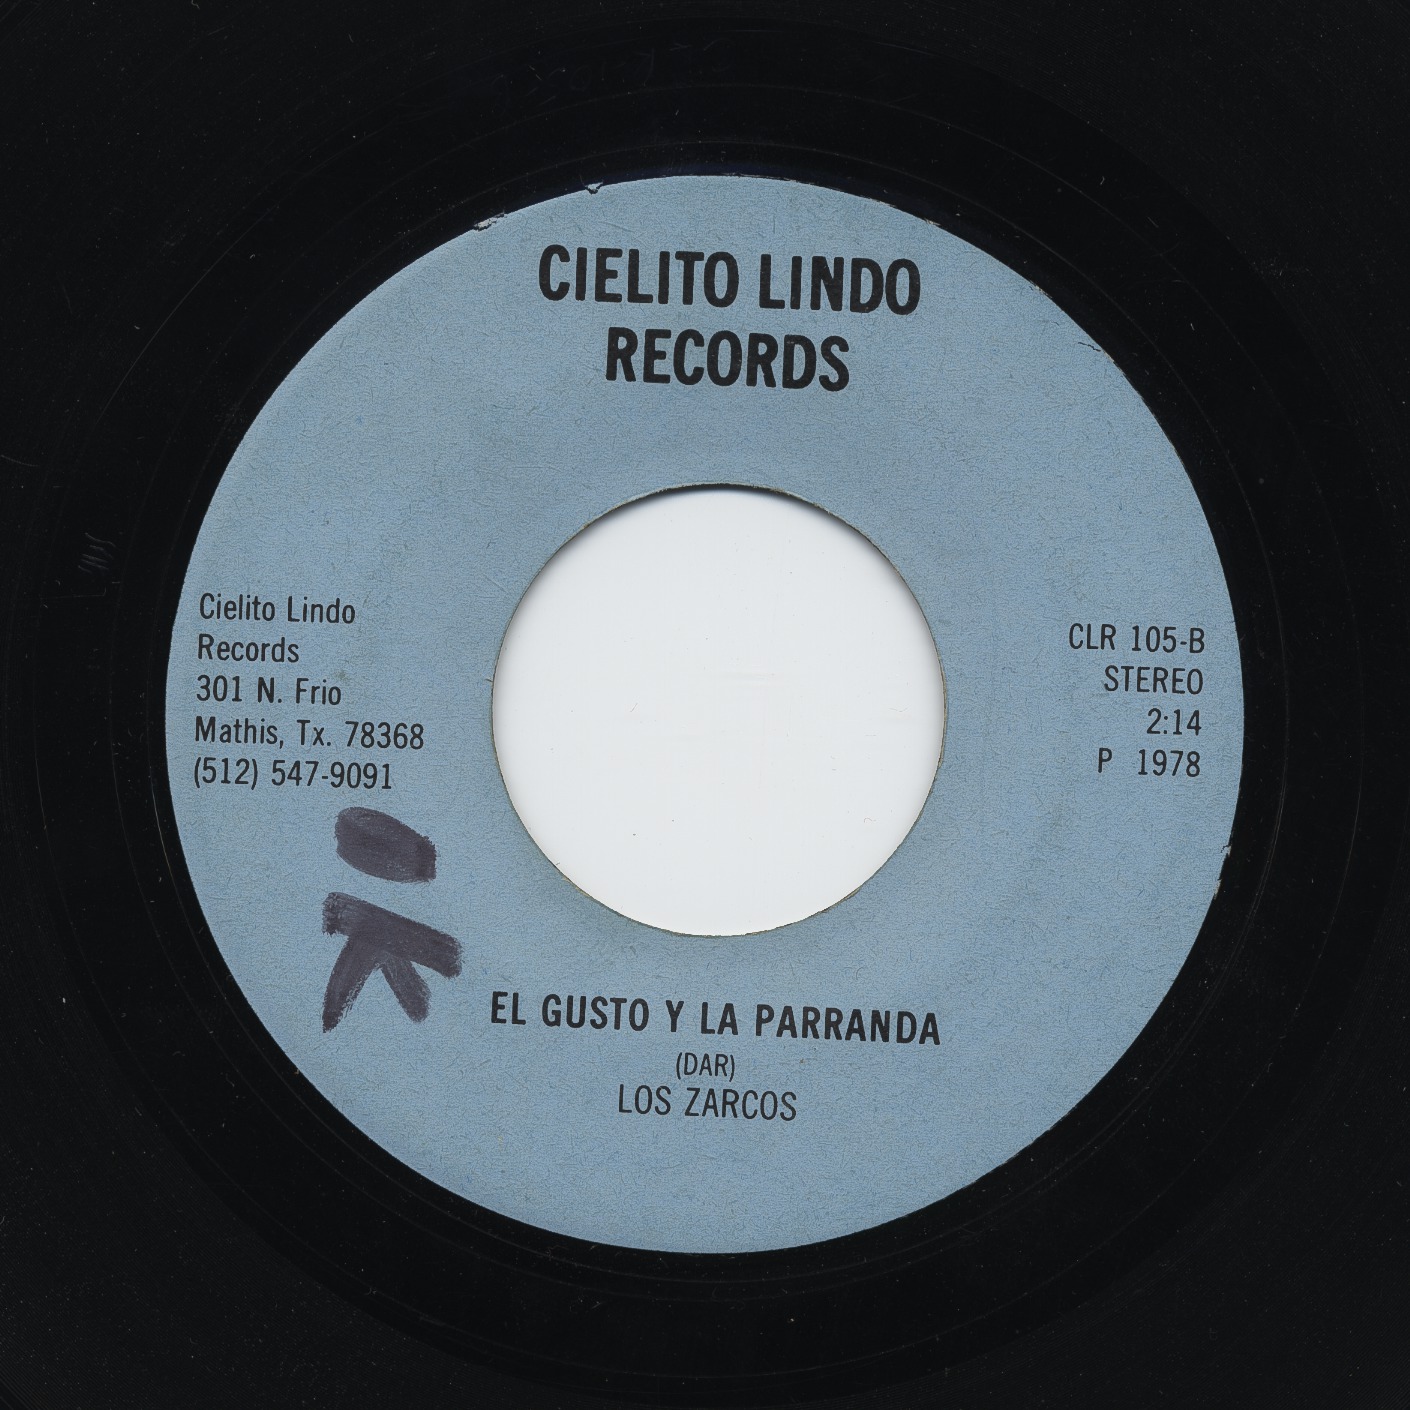 CIELITO LINDO
RECORDS
Cielito Lindo
Records
301 N. Frio
Mathis, Tx. 78368
(512) 547-9091
CLR 105-B
STEREO
2:14
P 1978
OK
EL GUSTO Y LA PARRANDA
(DAR)
LOS ZARCOS